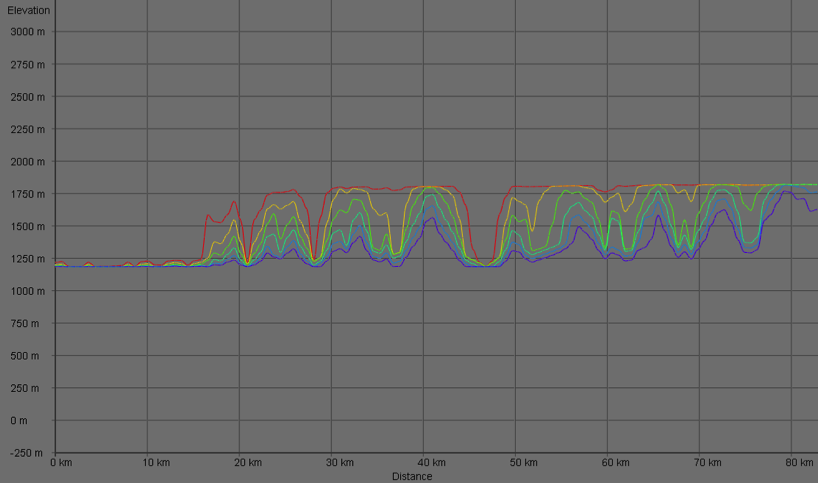 Elevation
3000 m
2750 m
2500 m
2250 m
2000 m
1750 m
1500 m
1250 m
1000 m
750 m
500 m
250 m
0 m
-250 m
0 km 10 km 20 km 30 km 40 km 50 km 60 km 70 km 80 km
Distance